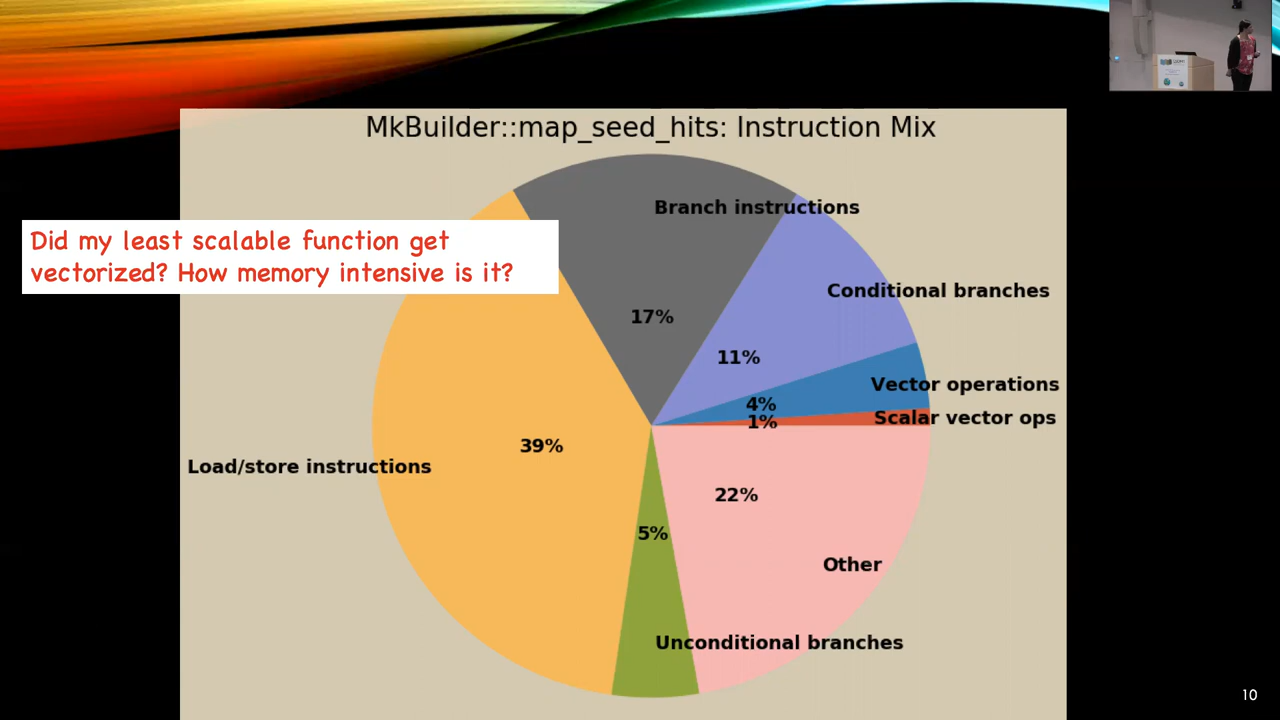 MkBuilder::map_seed_hits: Instruction Mix
Did my least scalable function get
vectorized? How memory intensive is it?
Branch instructions
17%
Conditional branches
11%
Vector operations
4%
Scalar vector ops
1%
Load/store instructions
39%
22%
Other
5%
Unconditional branches
10